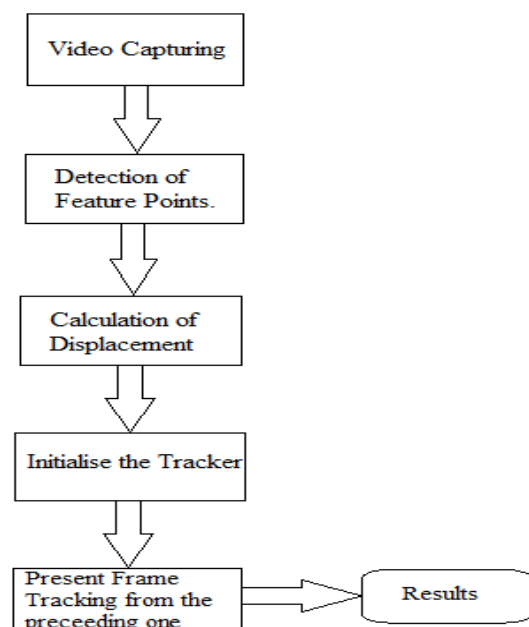 Video Capturing
Detection of
Feature Points.
Calculation of
Displacement
Initialise the Tracker
Present Frame
Tracking from the
preceeding one
Results